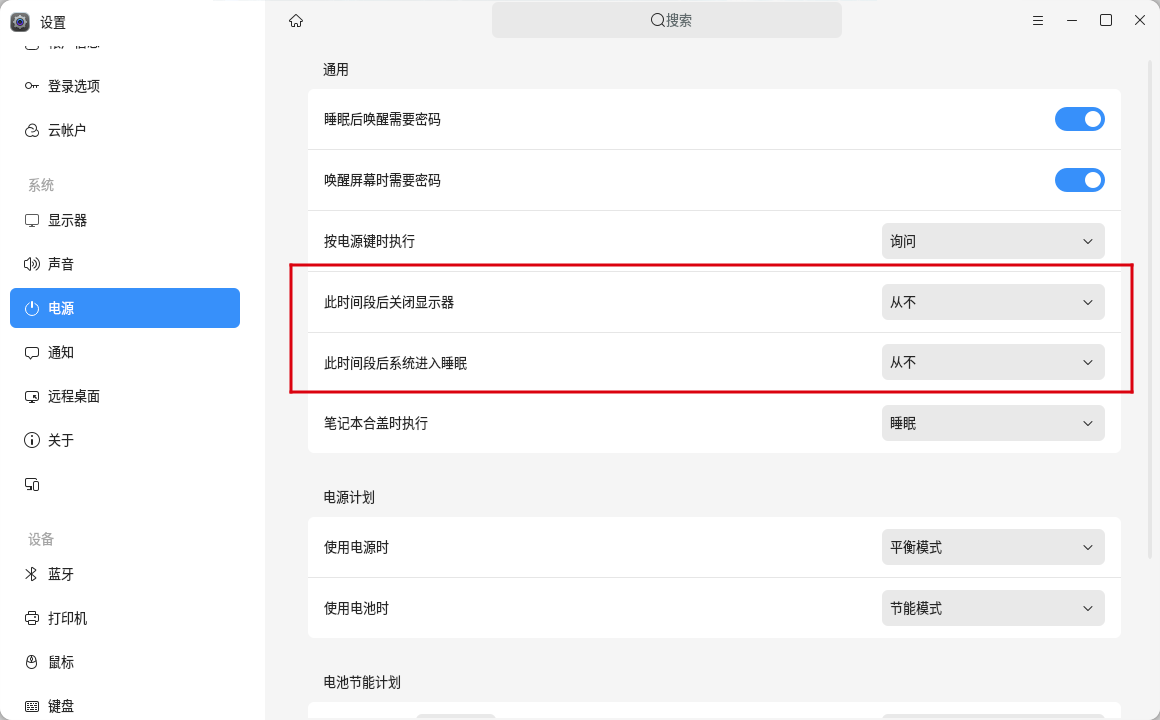 设置
搜索
登录选项
云帐户
系统
显示器
声音
电源
通知
远程桌面
关于
设备
蓝牙
打印机
鼠标
键盘
通用
睡眠后唤醒需要密码
唤醒屏幕时需要密码
按电源键时执行
询问
此时间段后关闭显示器
从不
此时间段后系统进入睡眠
从不
笔记本合盖时执行
睡眠
电源计划
使用电源时
平衡模式
使用电池时
节能模式
电池节能计划